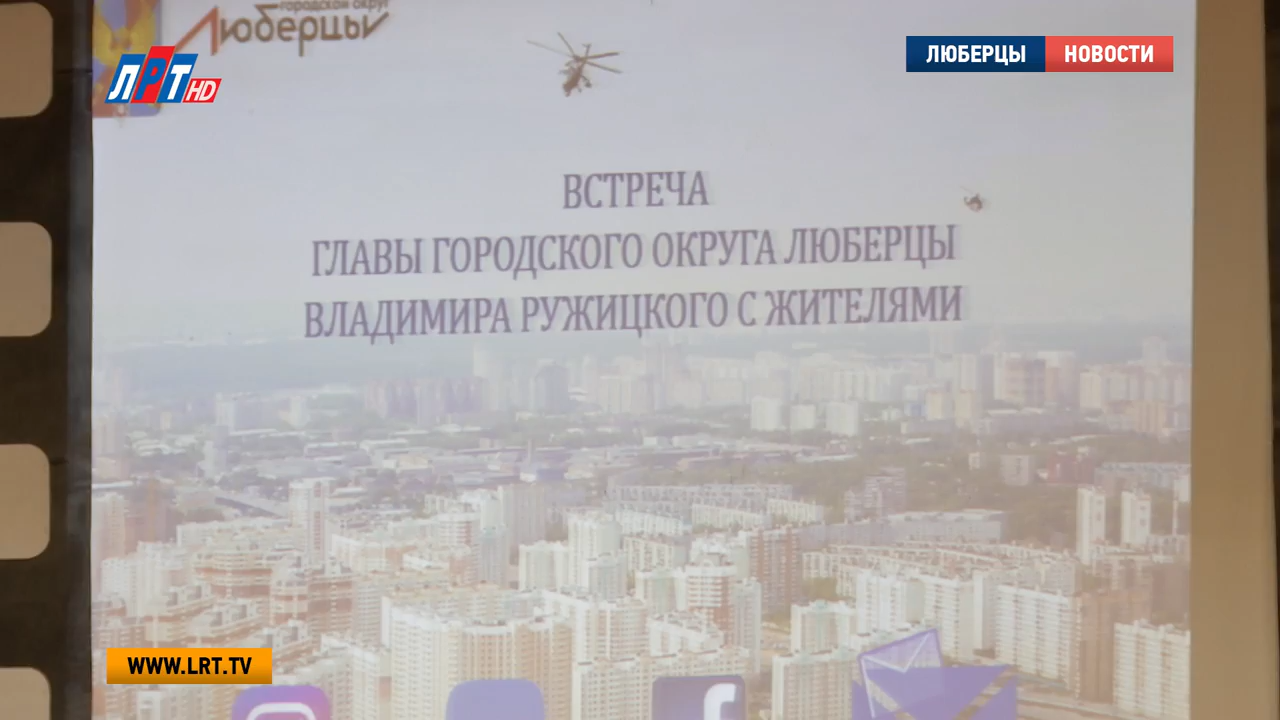 городской округ
Люберцы
ЛРТ HD
ЛЮБЕРЦЫ НОВОСТИ
ВСТРЕЧА
ГЛАВЫ ГОРОДСКОГО ОКРУГА ЛЮБЕРЦЫ
ВЛАДИМИРА РУЖИЦКОГО С ЖИТЕЛЯМИ
WWW.LRT.TV
f